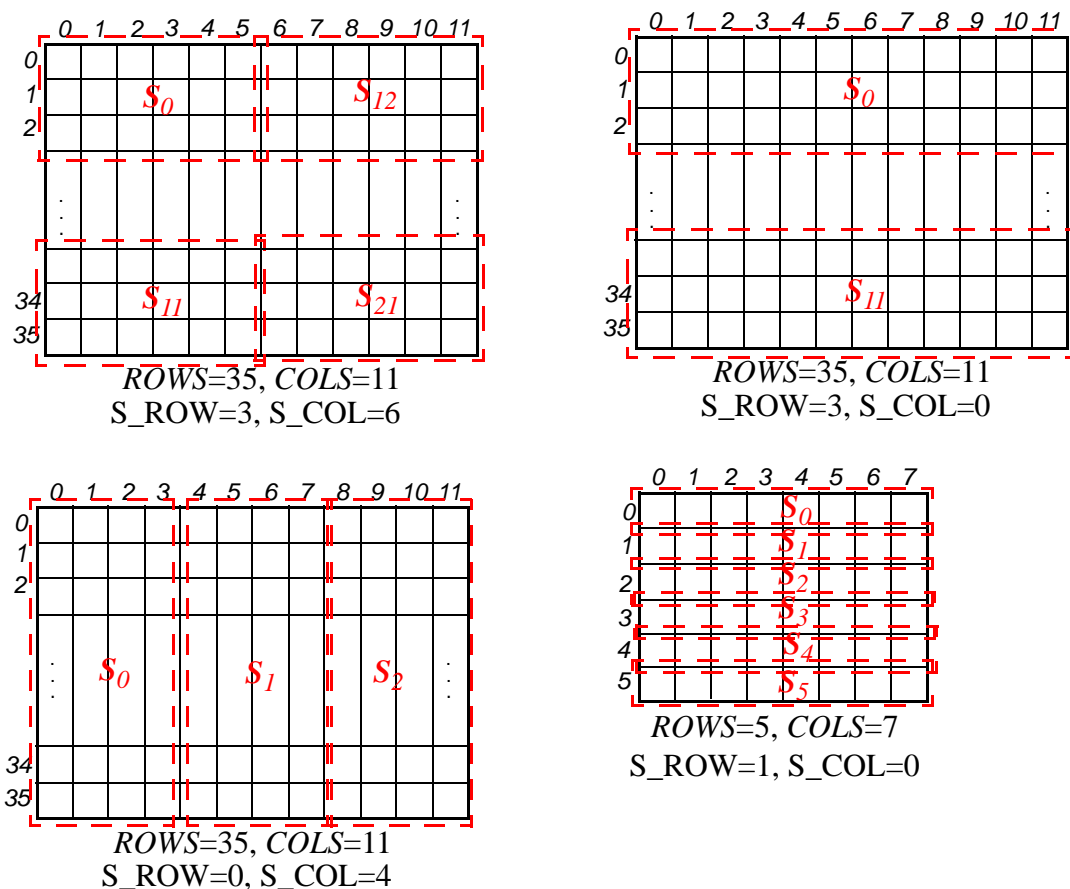 0 1 2 3 4 5 6 7 8 9 10 11
0
1
2
S0 S12
34
35
S11 S21
ROWS=35, COLS=11
S_ROW=3, S_COL=6
0 1 2 3 4 5 6 7 8 9 10 11
0
1
2
S0
34
35
S11
ROWS=35, COLS=11
S_ROW=3, S_COL=0
0 1 2 3 4 5 6 7 8 9 10 11
0
1
2
S0 S1 S2
34
35
ROWS=35, COLS=11
S_ROW=0, S_COL=4
0 1 2 3 4 5 6 7
0 S0
1 S1
2 S2
3 S3
4 S4
5 S5
ROWS=5, COLS=7
S_ROW=1, S_COL=0